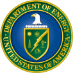 DEPARTMENT OF ENERGY
UNITED STATES OF AMERICA